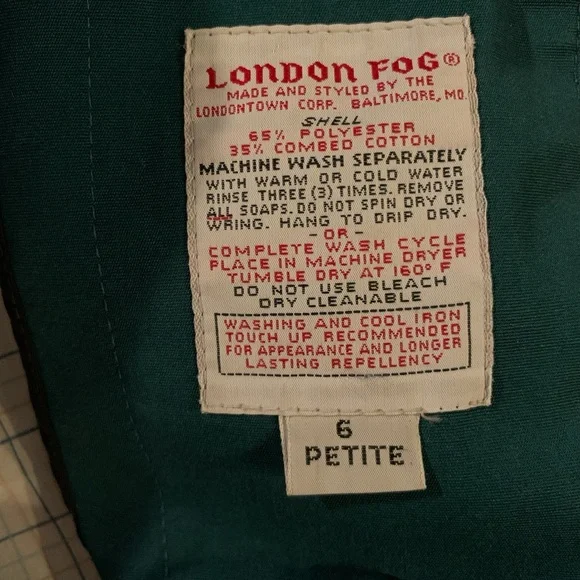 LONDON FOG®
MADE AND STYLED BY THE
LONDONTOWN CORP. BALTIMORE, MD.
SHELL
65% POLYESTER
35% COMBED COTTON
MACHINE WASH SEPARATELY
WITH WARM OR COLD WATER
RINSE THREE (3) TIMES. REMOVE
ALL SOAPS. DO NOT SPIN DRY OR
WRING. HANG TO DRIP DRY.
-OR-
COMPLETE WASH CYCLE
PLACE IN MACHINE DRYER
TUMBLE DRY AT 160° F
DO NOT USE BLEACH
DRY CLEANABLE
WASHING AND COOL IRON
TOUCH UP RECOMMENDED
FOR APPEARANCE AND LONGER
LASTING REPELLENCY
6
PETITE